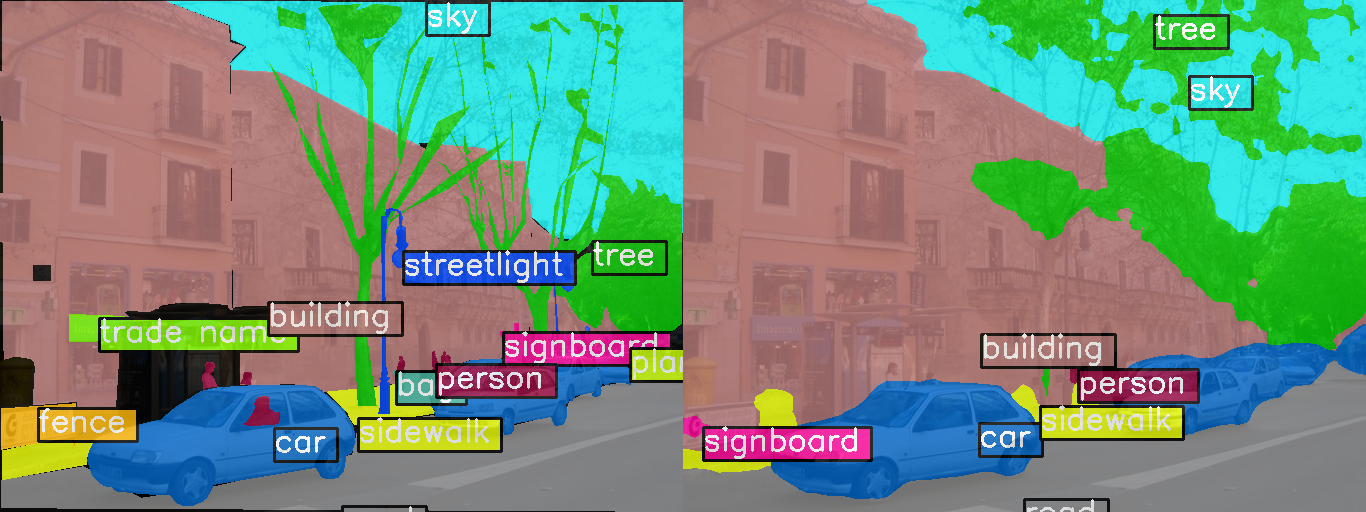 sky
streetlight
tree
building
trade name
signboard
person
fence
car
sidewalk
tree
sky
building
person
sidewalk
car
signboard
road